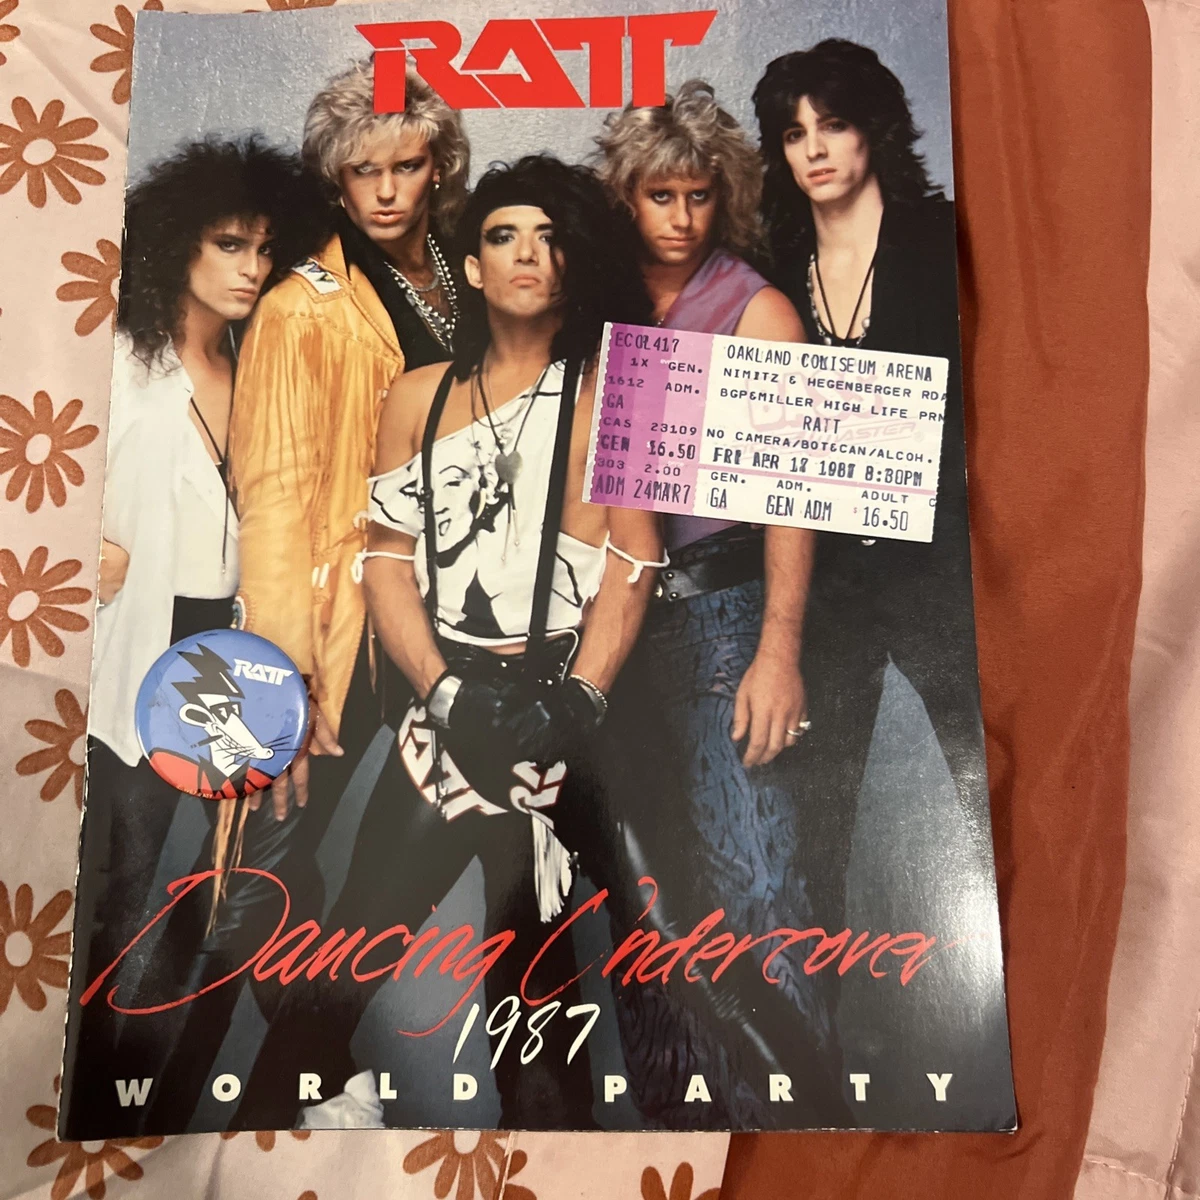 RATT
ECOL417
1X GEN.
1612 ADM.
GA
CAS 23109
GEN 16.50
303 2.00
ADM 24MAR7
OAKLAND COLISEUM ARENA
NIMITZ & HEGENBERGER RDA
BGP&MILLER HIGH LIFE PRN
RATT
NO CAMERA/BOT&CAN/ALCOH.
FRI APR 17 1987 8:30PM
GEN. ADM. ADULT
GA GEN ADM $16.50
RATT
Dancing Undercover
1987
WORLD PARTY